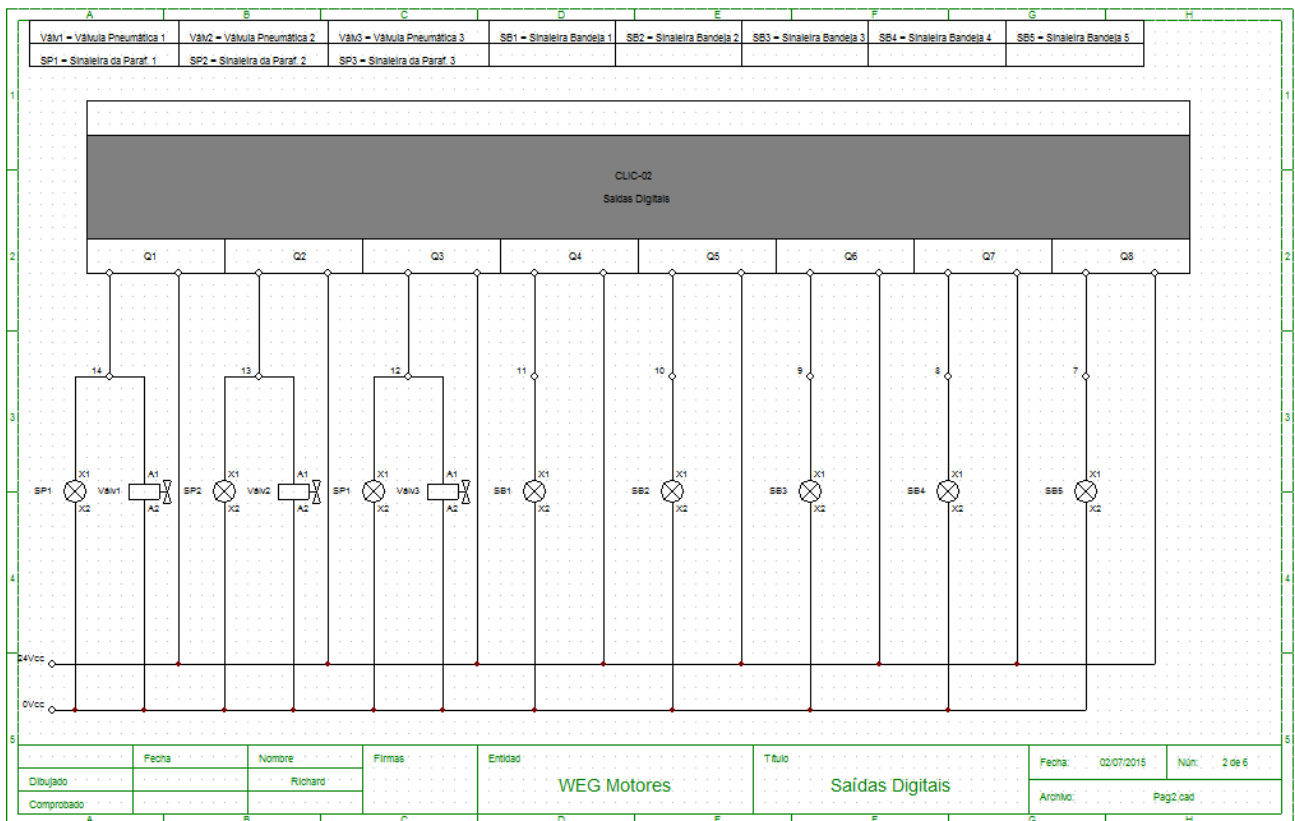 A B C D E F G H
Válv1 = Válvula Pneumática 1 Válv2 = Válvula Pneumática 2 Válv3 = Válvula Pneumática 3 SB1 = Sinaleira Bandeja 1 SB2 = Sinaleira Bandeja 2 SB3 = Sinaleira Bandeja 3 SB4 = Sinaleira Bandeja 4 SB5 = Sinaleira Bandeja 5
SP1 = Sinaleira da Paraf. 1 SP2 = Sinaleira da Paraf. 2 SP3 = Sinaleira da Paraf. 3
1 1
CLIC-02
Saídas Digitais
2 Q1 Q2 Q3 Q4 Q5 Q6 Q7 Q8 2
14 13 12 11 10 9 8 7
3 3
X1 A1 X1 A1 X1 A1 X1 X1 X1 X1 X1
SP1 Válv1 SP2 Válv2 SP1 Válv3 SB1 SB2 SB3 SB4 SB5
X2 A2 X2 A2 X2 A2 X2 X2 X2 X2 X2
4 4
24Vcc
0Vcc
5 5
Fecha Nombre Firmas Entidad Título Fecha: 02/07/2015 Nún: 2 de 6
Dibujado Richard WEG Motores Saídas Digitais
Comprobado Archivo: Pag2.cad
A B C D E F G H